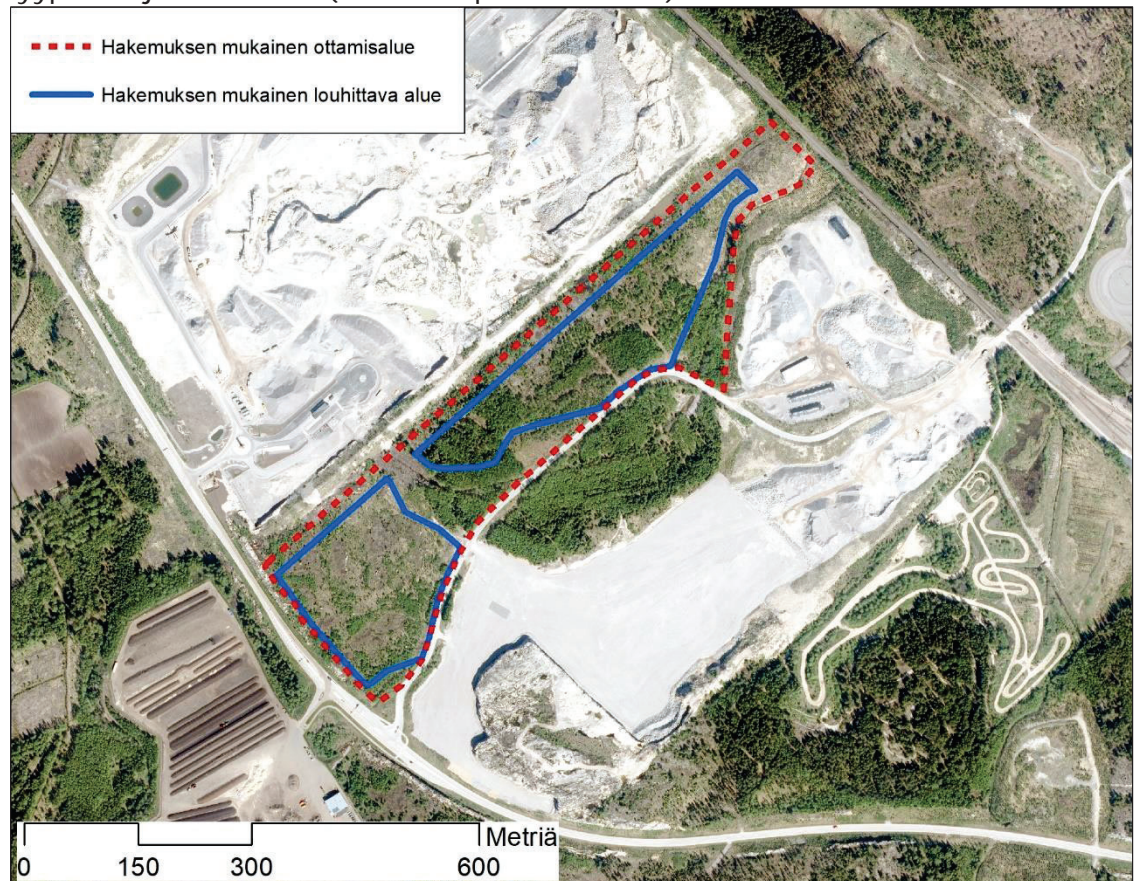 Hakemuksen mukainen ottamisalue
Hakemuksen mukainen louhittava alue
Metriä
0 150 300 600